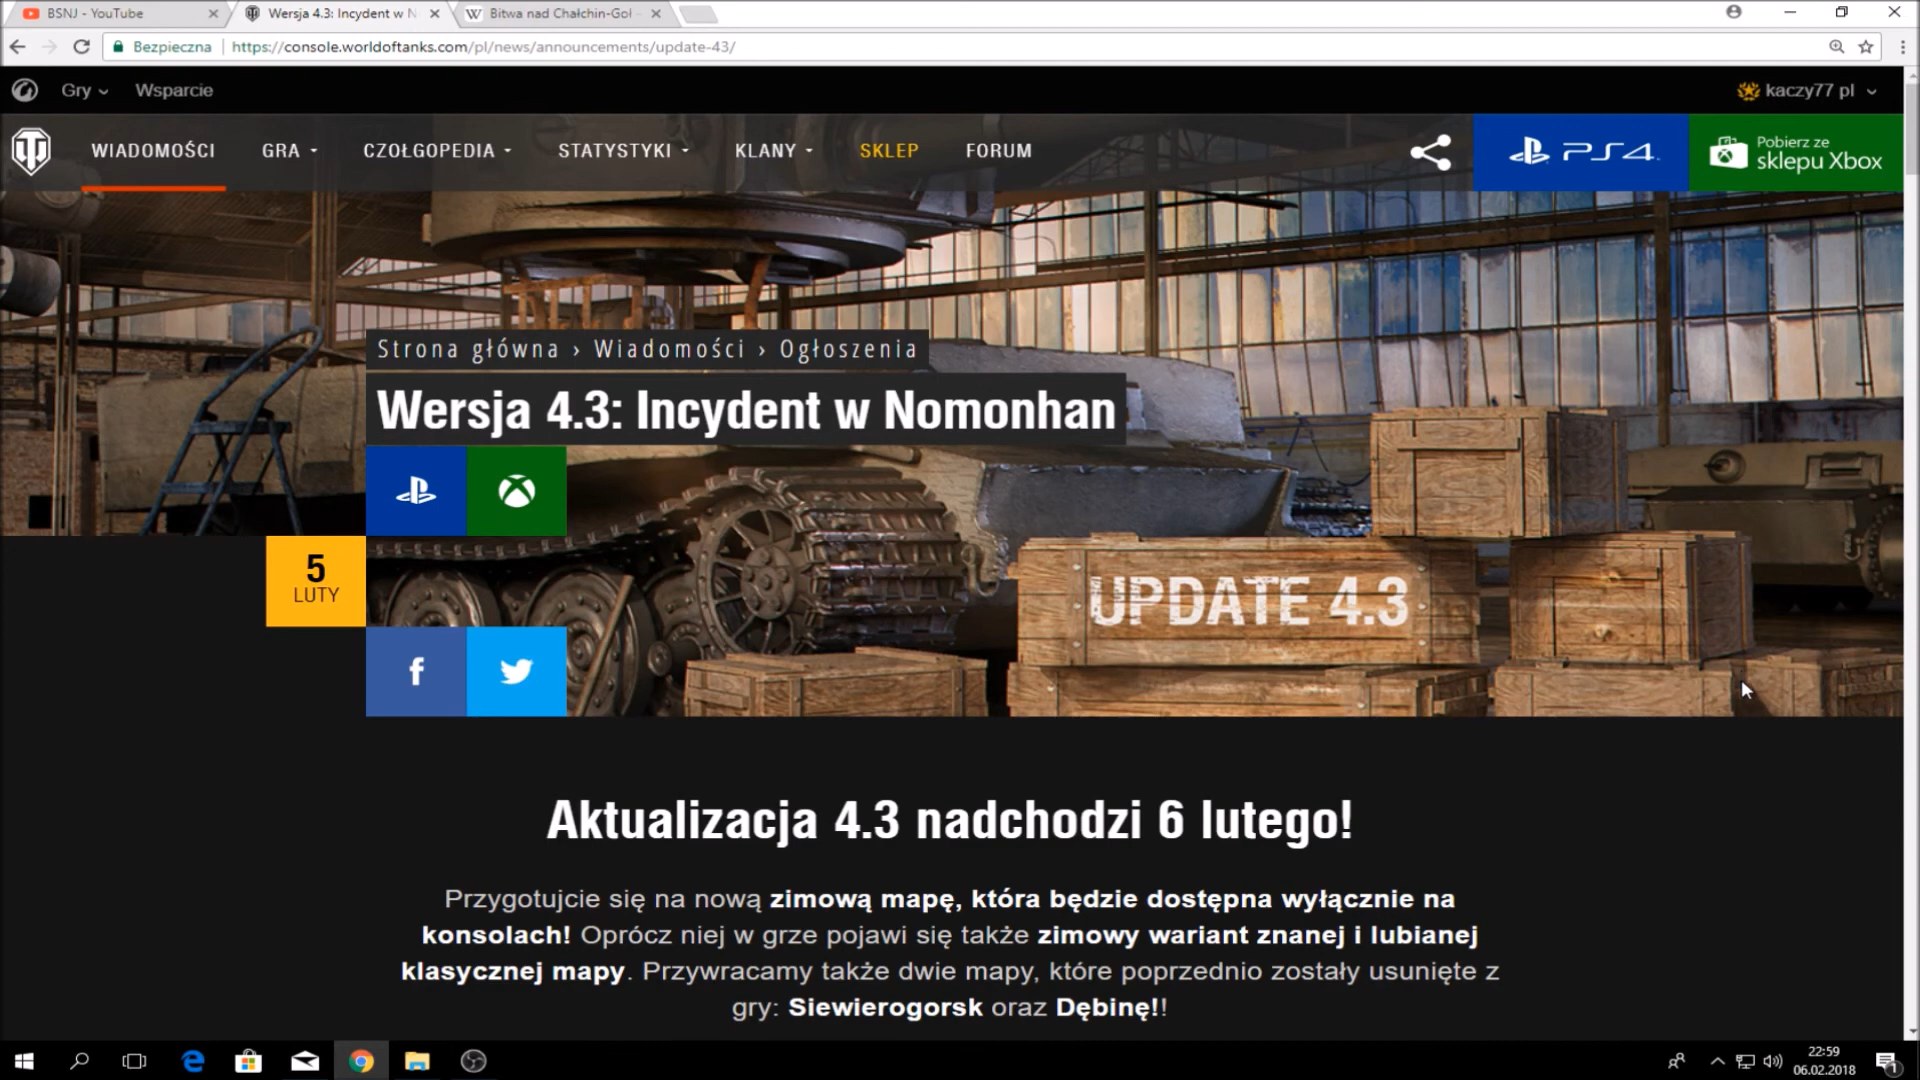 BSNJ - YouTube
Wersja 4.3: Incydent w N
Bitwa nad Chałchin-Goł -
Bezpieczna
https://console.worldoftanks.com/pl/news/announcements/update-43/
Gry
Wsparcie
kaczy77 pl
WIADOMOŚCI
GRA
CZOŁGOPEDIA
STATYSTYKI
KLANY
SKLEP
FORUM
PS4
Pobierz ze
sklepu Xbox
Strona główna › Wiadomości › Ogłoszenia
Wersja 4.3: Incydent w Nomonhan
5
LUTY
UPDATE 4.3
Aktualizacja 4.3 nadchodzi 6 lutego!
Przygotujcie się na nową zimową mapę, która będzie dostępna wyłącznie na
konsolach! Oprócz niej w grze pojawi się także zimowy wariant znanej i lubianej
klasycznej mapy. Przywracamy także dwie mapy, które poprzednio zostały usunięte z
gry: Siewierogorsk oraz Dębinę!!
22:59
06.02.2018
1